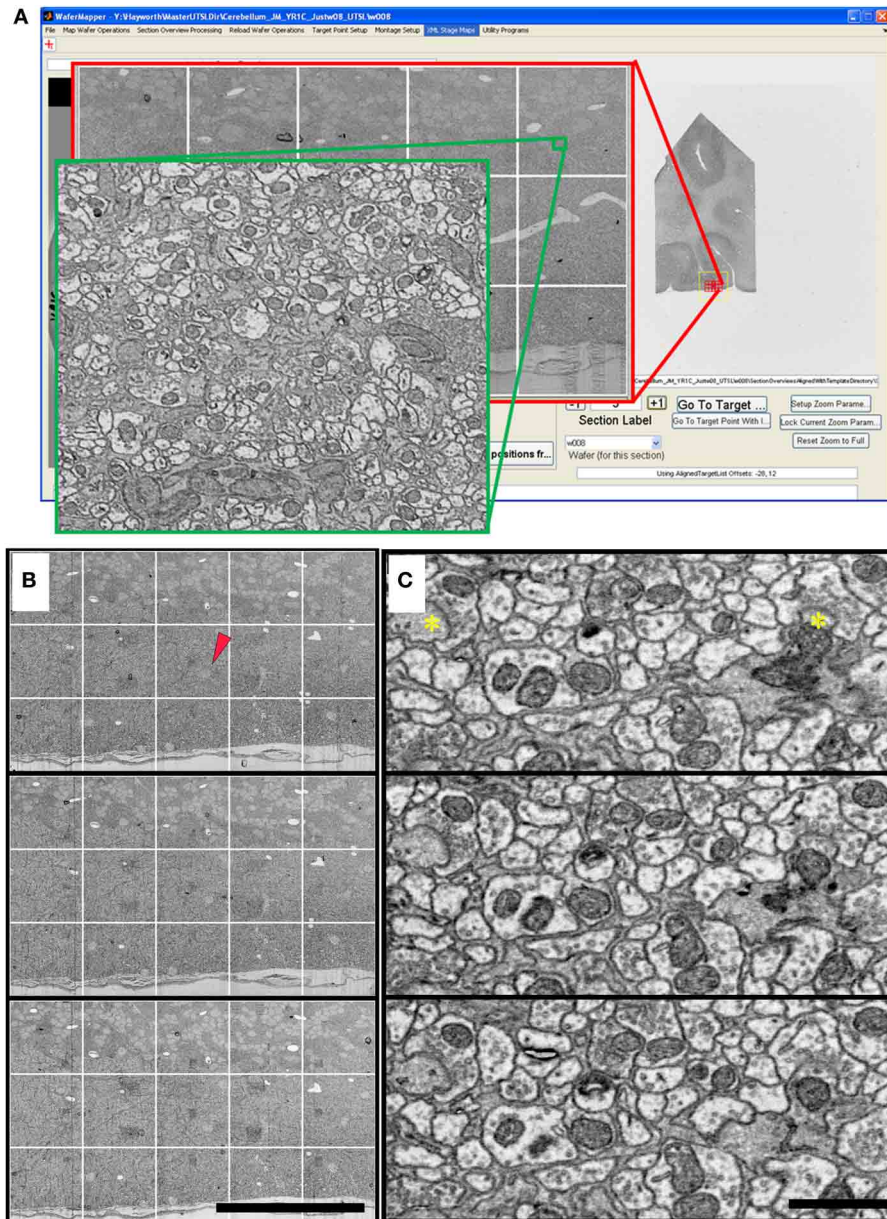 A
WaferMapper - Y:\Hayworth\MasterUTSLDir\Cerebellum_JM_YR1C_Justw08_UTSL\w008
File Map Wafer Operations Section Overview Processing Reload Wafer Operations Target Point Setup Montage Setup XML Stage Maps Utility Programs
Cerebellum_JM_YR1C_Justw08_UTSL\w008\SectionOverviewsAlignedWithTemplateDirectory\
-1 +1 Go To Target ... Setup Zoom Parame...
Section Label Go To Target Point With I... Lock Current Zoom Param...
w008 Reset Zoom to Full
positions fr... Wafer (for this section)
Using AlignedTargetList Offsets: -26, 12
B
C